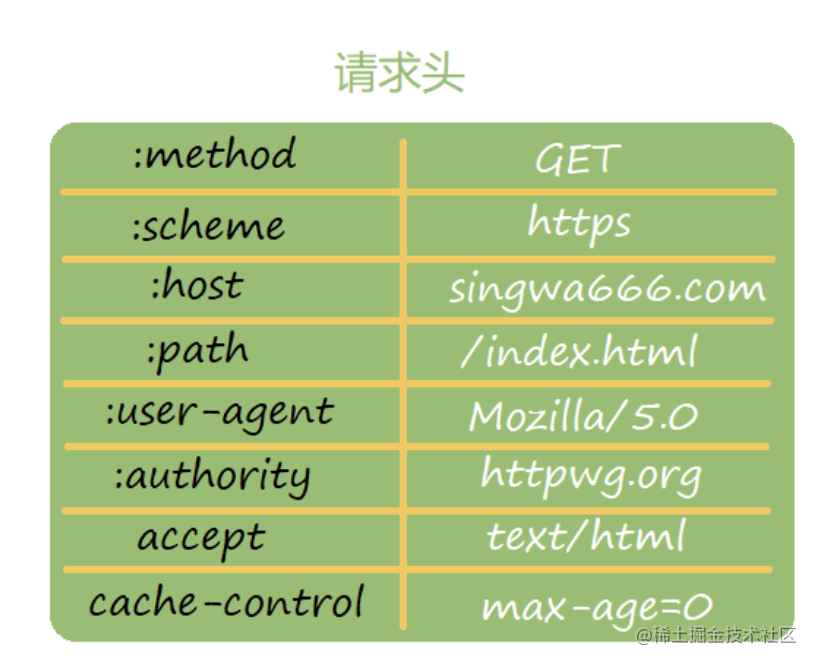 请求头
:method GET
:scheme https
:host singwa666.com
:path /index.html
:user-agent Mozilla/5.0
:authority httpwg.org
accept text/html
cache-control max-age=0
@稀土掘金技术社区